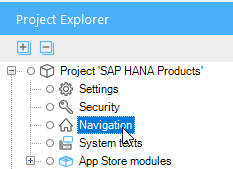 Project Explorer
Project 'SAP HANA Products'
Settings
Security
Navigation
System texts
App Store modules